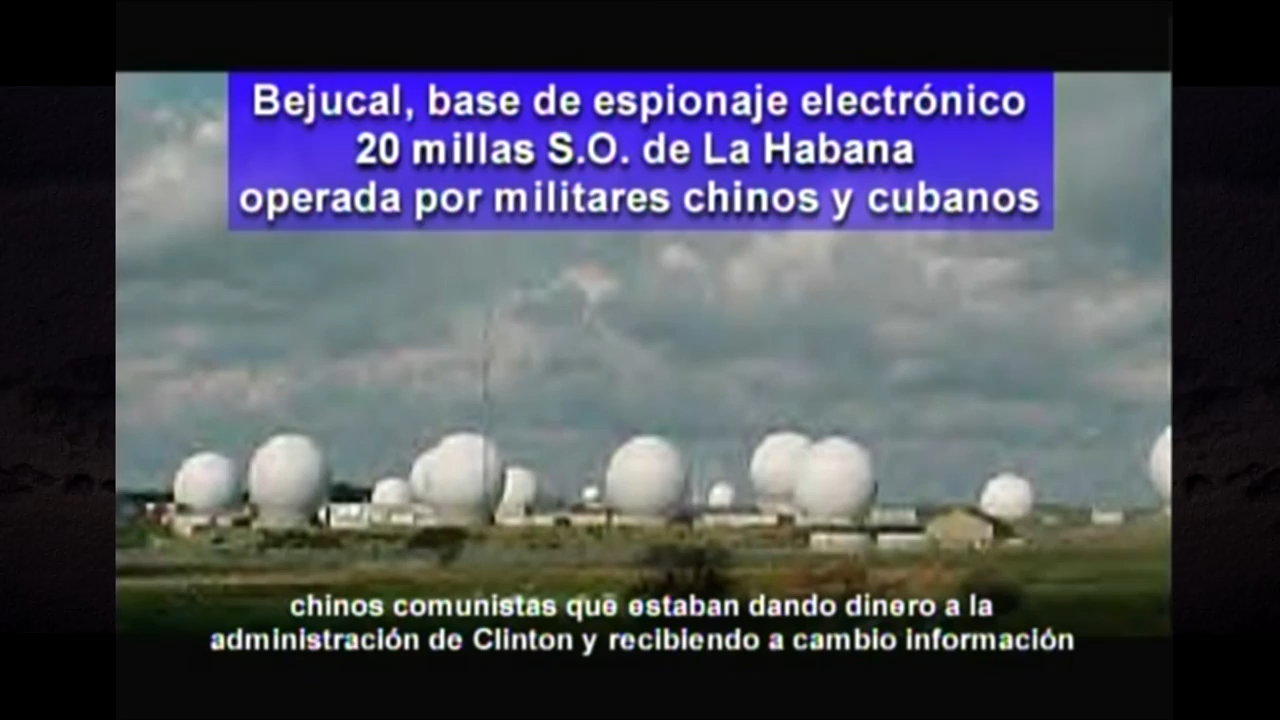 Bejucal, base de espionaje electrónico
20 millas S.O. de La Habana
operada por militares chinos y cubanos
chinos comunistas que estaban dando dinero a la
administración de Clinton y recibiendo a cambio información